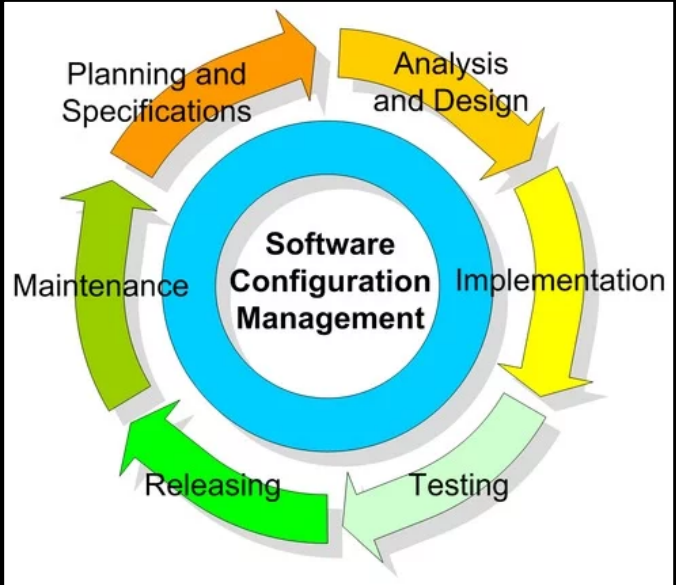 Planning and
Specifications
Analysis
and Design
Implementation
Testing
Releasing
Maintenance
Software
Configuration
Management